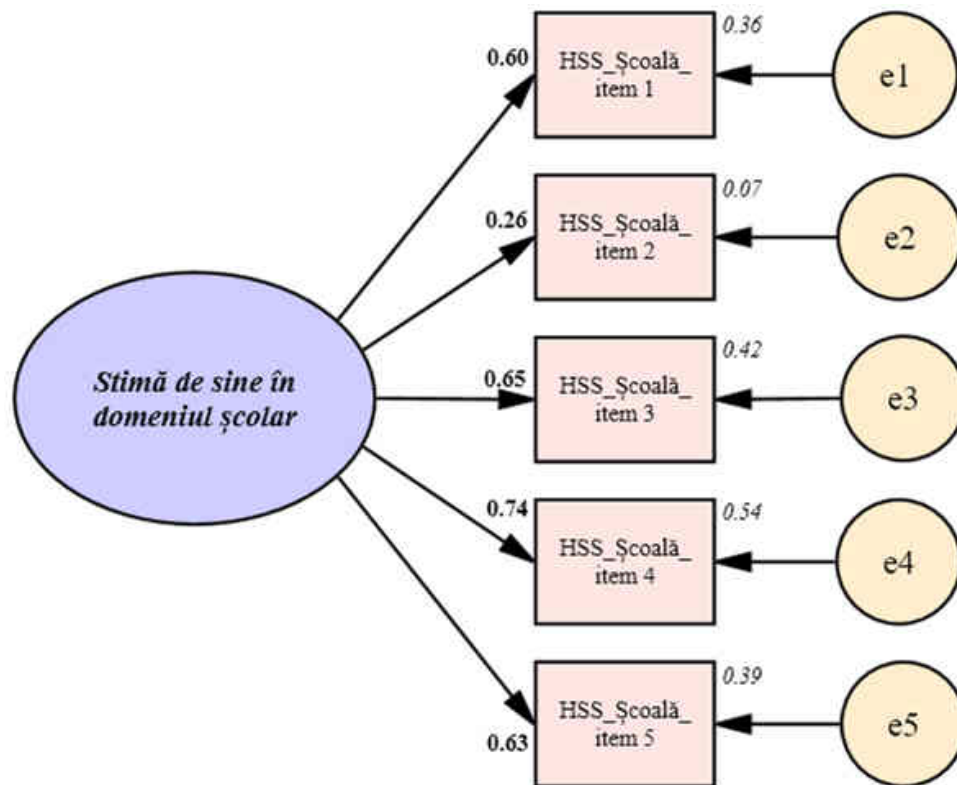 0.36
0.60
HSS_Școală_
item 1
e1
0.07
0.26
HSS_Școală_
item 2
e2
Stimă de sine în
domeniul școlar
0.42
0.65
HSS_Școală_
item 3
e3
0.54
0.74
HSS_Școală_
item 4
e4
0.39
0.63
HSS_Școală_
item 5
e5